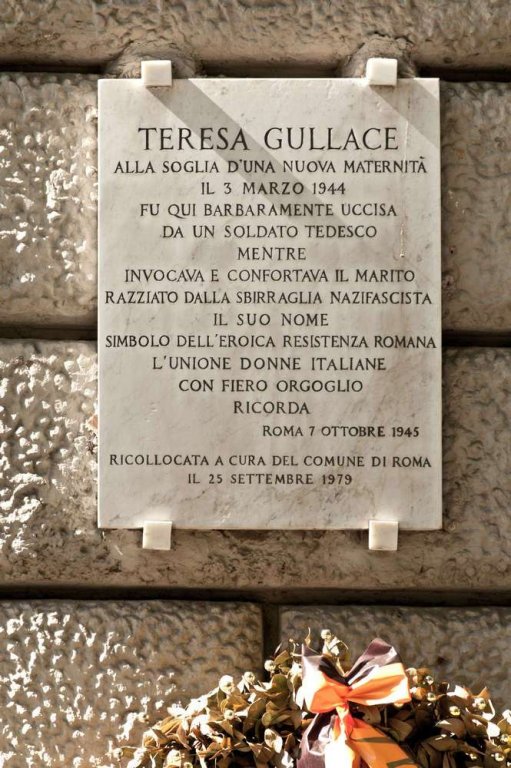 TERESA GULLACE
ALLA SOGLIA D'UNA NUOVA MATERNITÀ
IL 3 MARZO 1944
FU QUI BARBARAMENTE UCCISA
DA UN SOLDATO TEDESCO
MENTRE
INVOCAVA E CONFORTAVA IL MARITO
RAZZIATO DALLA SBIRRAGLIA NAZIFASCISTA
IL SUO NOME
SIMBOLO DELL'EROICA RESISTENZA ROMANA
L'UNIONE DONNE ITALIANE
CON FIERO ORGOGLIO
RICORDA
ROMA 7 OTTOBRE 1945
RICOLLOCATA A CURA DEL COMUNE DI ROMA
IL 25 SETTEMBRE 1979